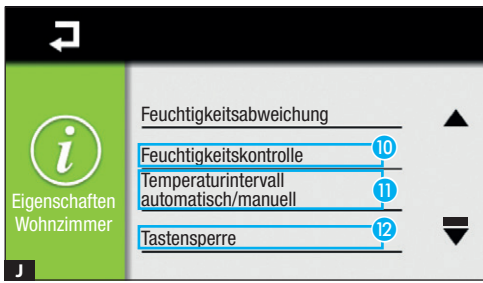 i
Eigenschaften
Wohnzimmer
Feuchtigkeitsabweichung
Feuchtigkeitskontrolle 10
Temperaturintervall
automatisch/manuell 11
Tastensperre 12
J